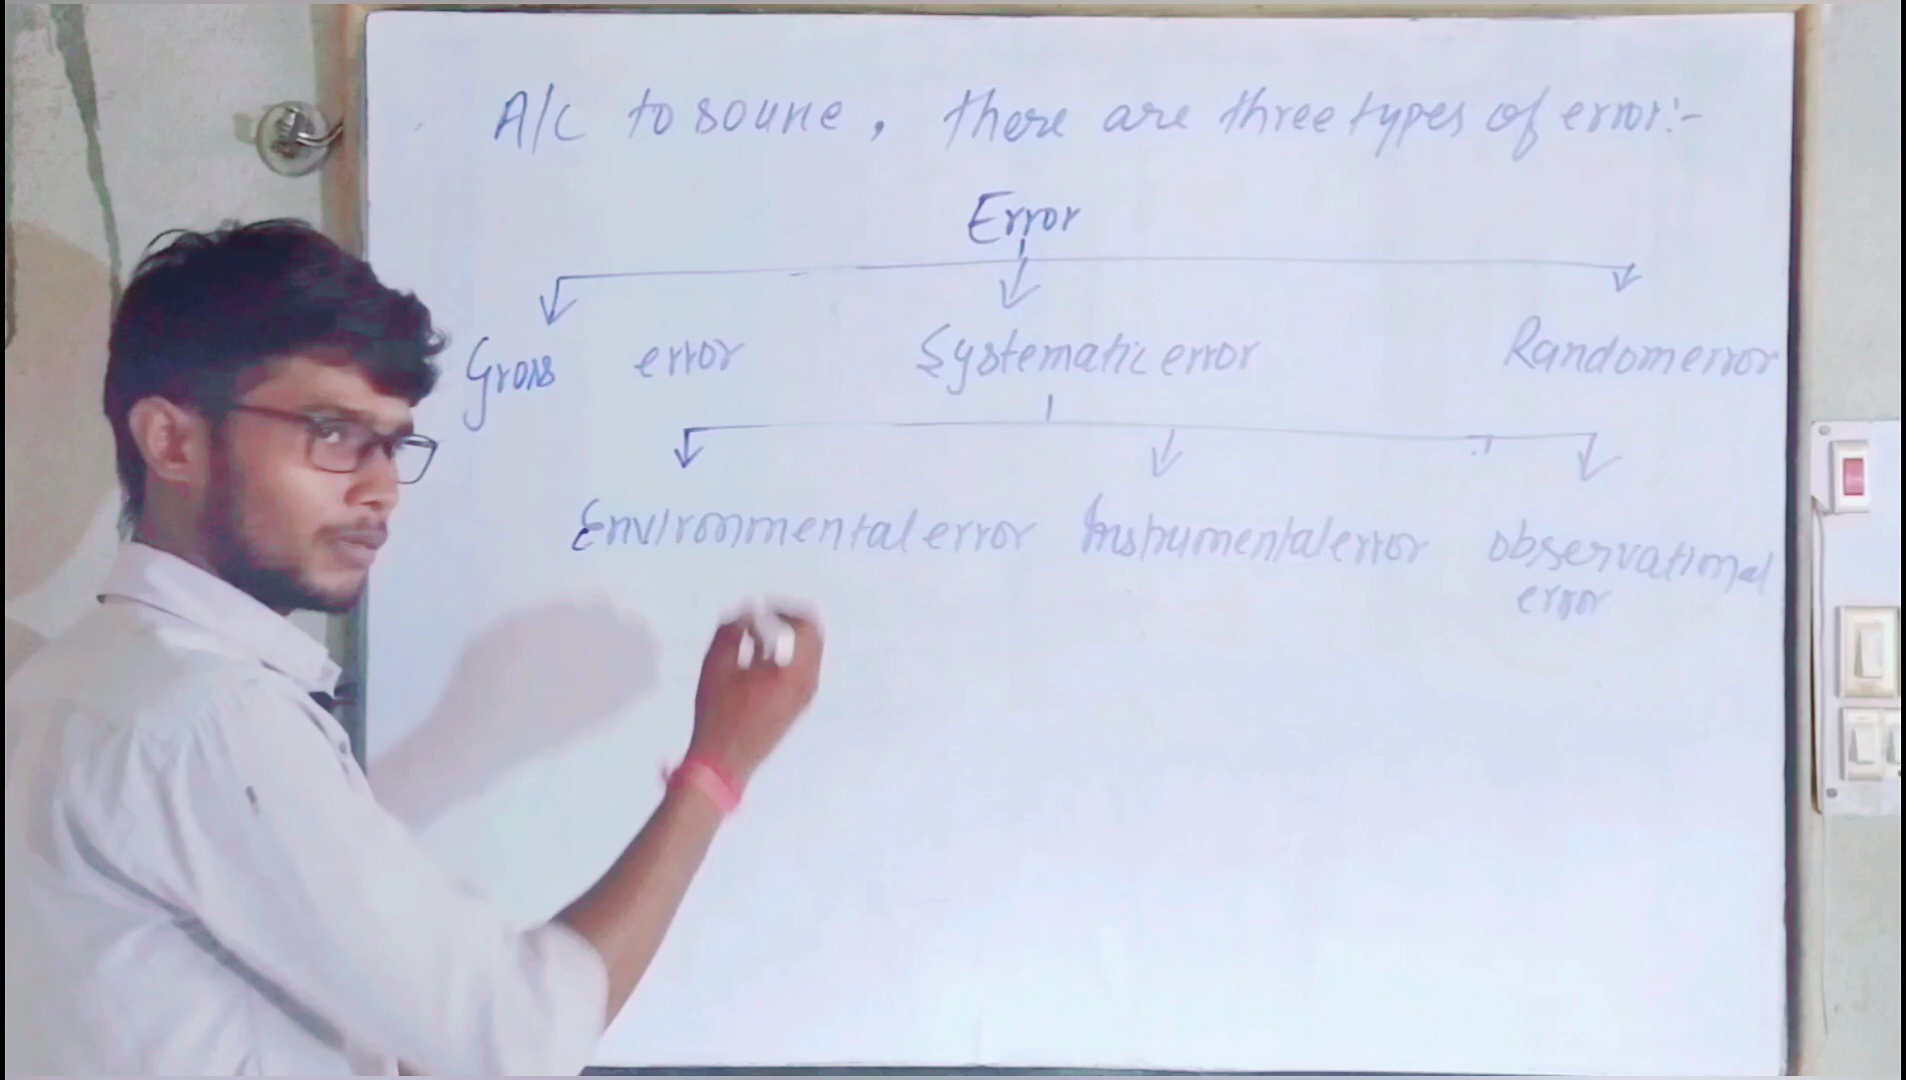 A/C to source, there are three types of error:-
Error
Gross error Systematic error Random error
Environmental error Instrumental error observational
error